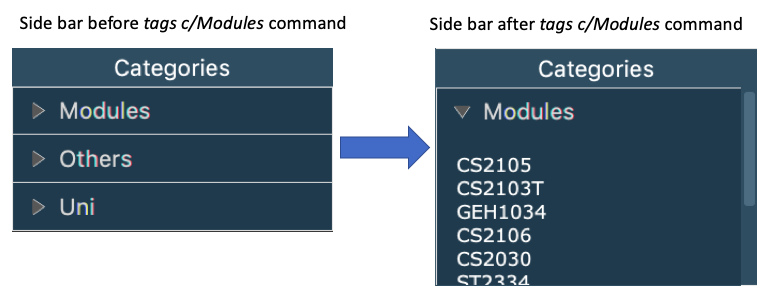 Side bar before tags c/Modules command
Categories
Modules
Others
Uni
Side bar after tags c/Modules command
Categories
Modules
CS2105
CS2103T
GEH1034
CS2106
CS2030
ST2334